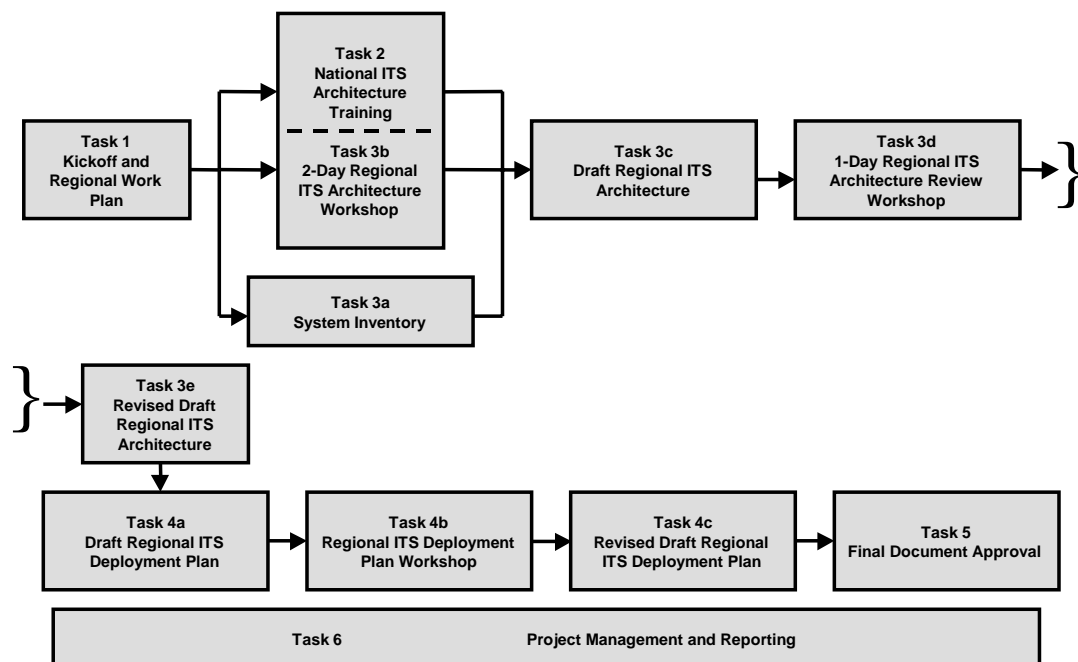 Task 2
National ITS
Architecture
Training
Task 1
Kickoff and
Regional Work
Plan
Task 3b
2-Day Regional
ITS Architecture
Workshop
Task 3c
Draft Regional ITS
Architecture
Task 3d
1-Day Regional ITS
Architecture Review
Workshop
}
Task 3a
System Inventory
}
Task 3e
Revised Draft
Regional ITS
Architecture
Task 4a
Draft Regional ITS
Deployment Plan
Task 4b
Regional ITS Deployment
Plan Workshop
Task 4c
Revised Draft Regional
ITS Deployment Plan
Task 5
Final Document Approval
Task 6 Project Management and Reporting